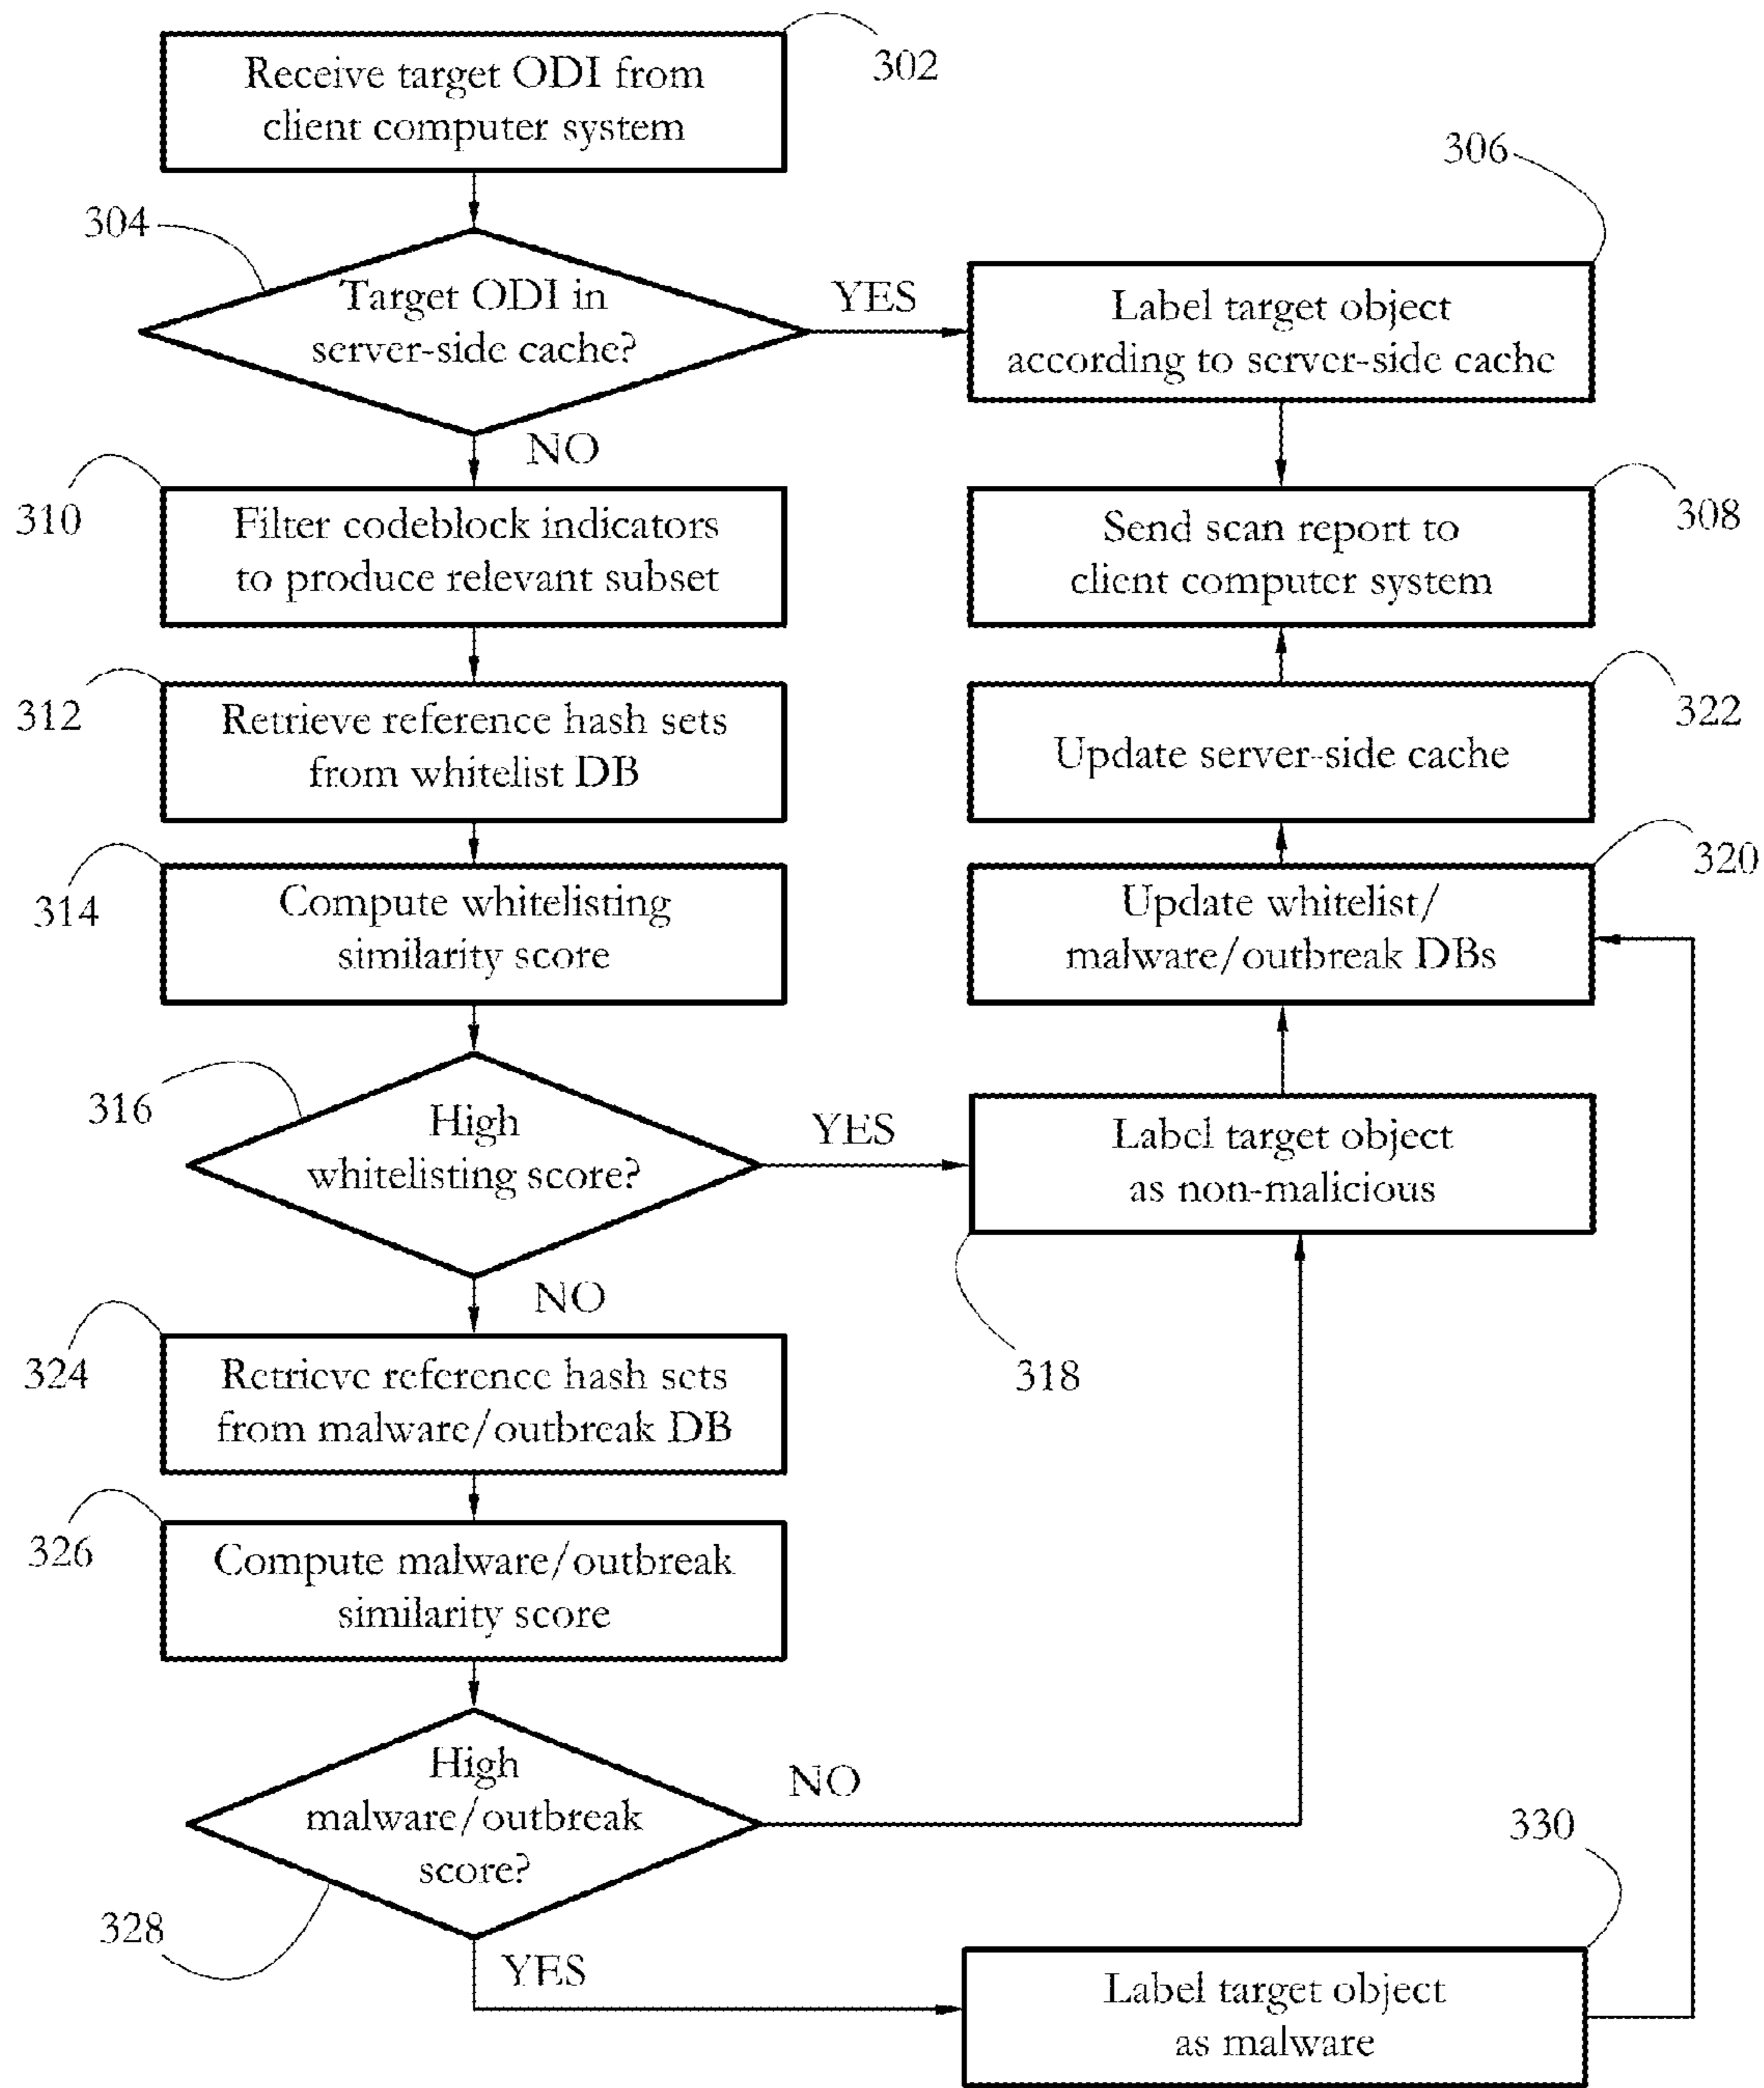 302
Receive target ODI from
client computer system
304
Target ODI in
server-side cache?
YES
NO
306
Label target object
according to server-side cache
308
Send scan report to
client computer system
310
Filter codeblock indicators
to produce relevant subset
312
Retrieve reference hash sets
from whitelist DB
322
Update server-side cache
314
Compute whitelisting
similarity score
320
Update whitelist/
malware/outbreak DBs
316
High
whitelisting score?
YES
NO
Label target object
as non-malicious
318
324
Retrieve reference hash sets
from malware/outbreak DB
326
Compute malware/outbreak
similarity score
High
malware/outbreak
score?
NO
328
YES
330
Label target object
as malware